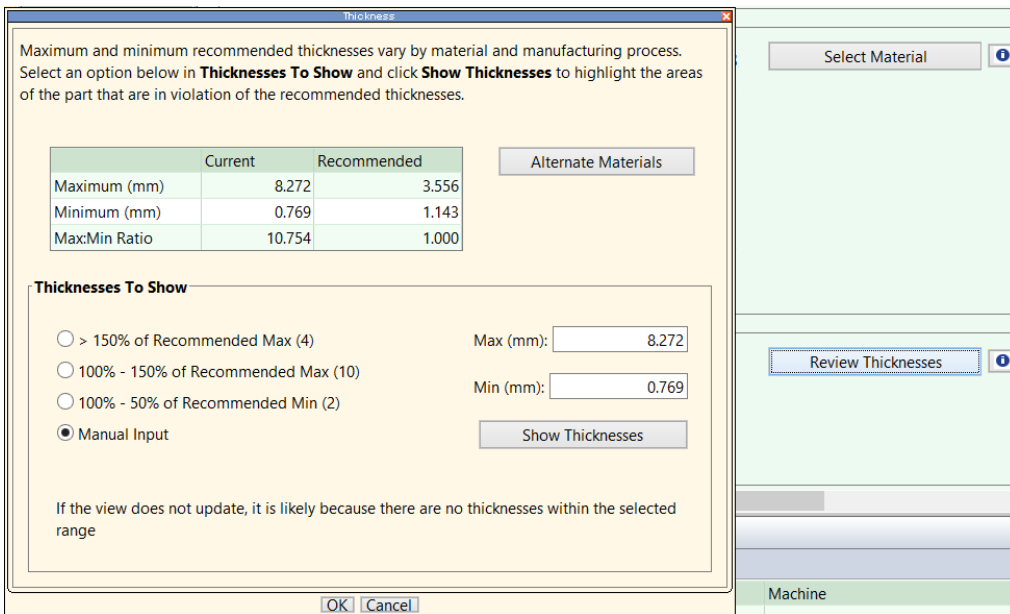 Thickness
Maximum and minimum recommended thicknesses vary by material and manufacturing process.
Select an option below in Thicknesses To Show and click Show Thicknesses to highlight the areas
of the part that are in violation of the recommended thicknesses.
Select Material
Current Recommended
Alternate Materials
Maximum (mm) 8.272 3.556
Minimum (mm) 0.769 1.143
Max:Min Ratio 10.754 1.000
Thicknesses To Show
> 150% of Recommended Max (4)
100% - 150% of Recommended Max (10)
100% - 50% of Recommended Min (2)
Manual Input
Max (mm): 8.272
Min (mm): 0.769
Show Thicknesses
Review Thicknesses
If the view does not update, it is likely because there are no thicknesses within the selected
range
Machine
OK Cancel